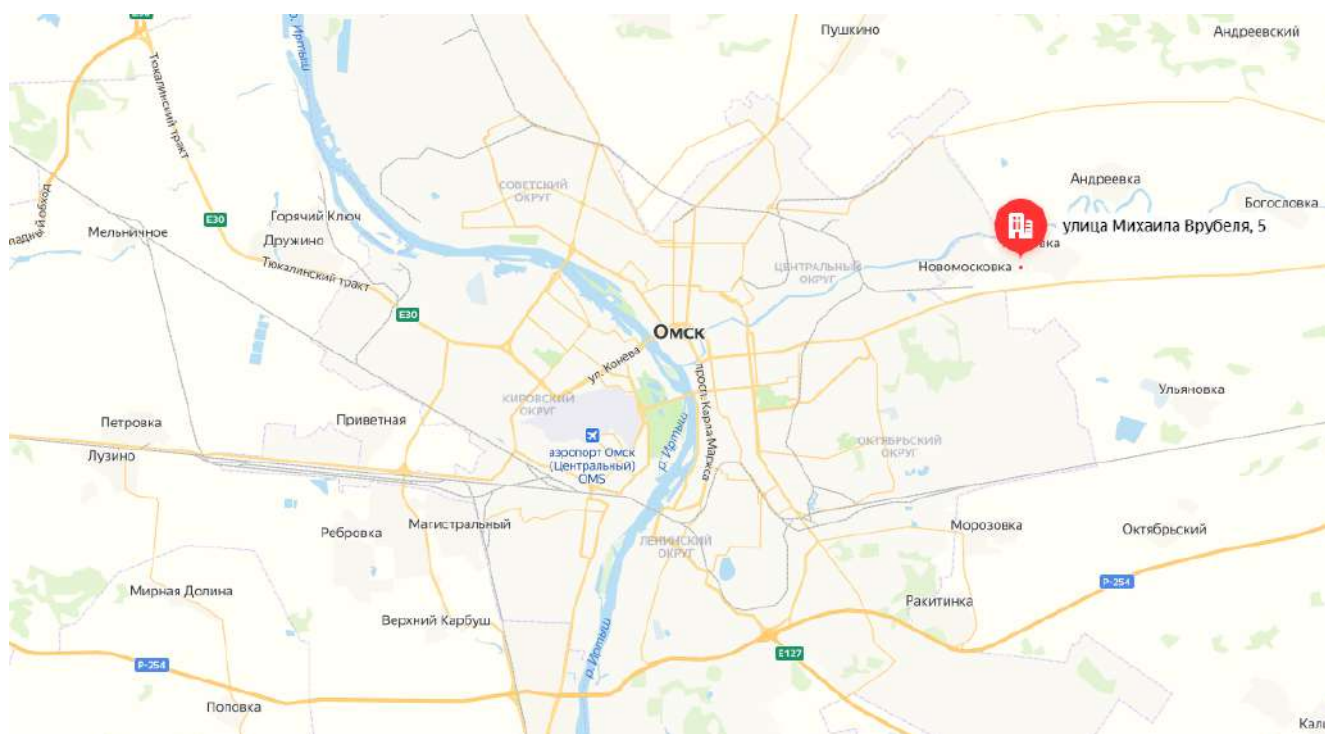 Пушкино
Андреевский
р. Иртыш
Тюкалинский тракт
СОВЕТСКИЙ
ОКРУГ
Андреевка
Богословка
E30
Горячий Ключ
Мельничное
Дружино
улица Михаила Врубеля, 5
ЦЕНТРАЛЬНЫЙ
ОКРУГ
Новомосковка
Тюкалинский тракт
E30
Омск
ул. Конева
просп. Карла Маркса
Ульяновка
КИРОВСКИЙ
ОКРУГ
Петровка
Приветная
Лузино
аэропорт Омск
(Центральный)
OMS
р. Иртыш
ОКТЯБРЬСКИЙ
ОКРУГ
Ребровка
Магистральный
ЛЕНИНСКИЙ
ОКРУГ
Морозовка
Октябрьский
Р-254
Мирная Долина
Ракитинка
Верхний Карбуш
р. Иртыш
Р-254
E127
Поповка